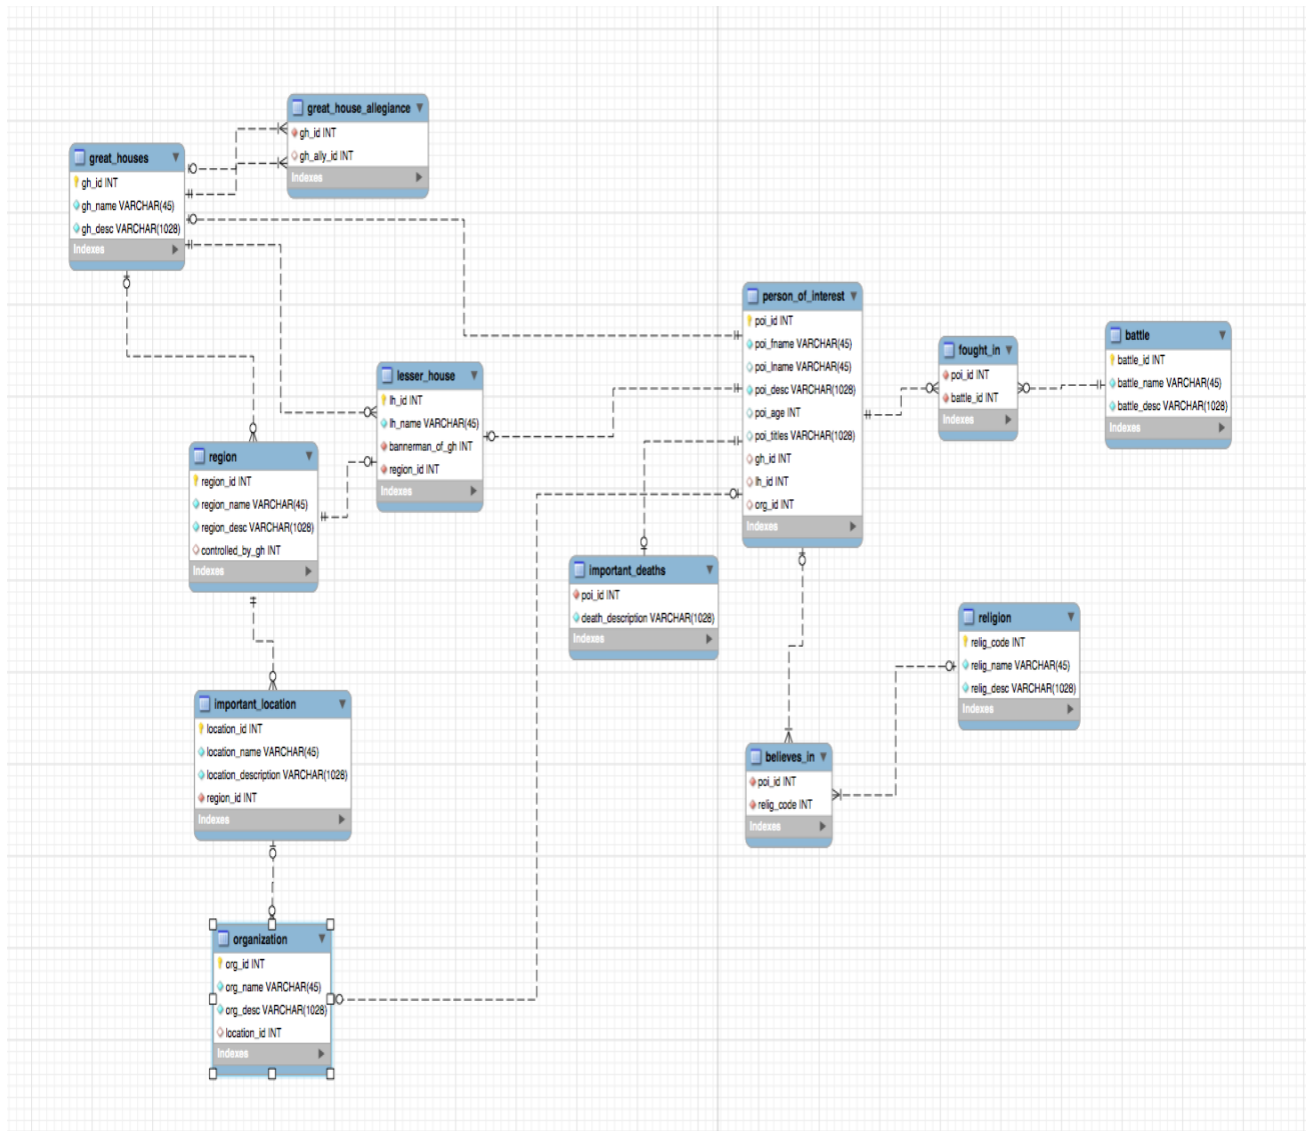 great_house_allegiance
gh_id INT
gh_ally_id INT
Indexes
great_houses
gh_id INT
gh_name VARCHAR(45)
gh_desc VARCHAR(1028)
Indexes
person_of_interest
poi_id INT
poi_fname VARCHAR(45)
poi_lname VARCHAR(45)
poi_desc VARCHAR(1028)
poi_age INT
poi_titles VARCHAR(1028)
gh_id INT
lh_id INT
org_id INT
Indexes
battle
battle_id INT
battle_name VARCHAR(45)
battle_desc VARCHAR(1028)
Indexes
fought_in
poi_id INT
battle_id INT
Indexes
lesser_house
lh_id INT
lh_name VARCHAR(45)
bannerman_of_gh INT
region_id INT
Indexes
region
region_id INT
region_name VARCHAR(45)
region_desc VARCHAR(1028)
controlled_by_gh INT
Indexes
important_deaths
poi_id INT
death_description VARCHAR(1028)
Indexes
religion
relig_code INT
relig_name VARCHAR(45)
relig_desc VARCHAR(1028)
Indexes
important_location
location_id INT
location_name VARCHAR(45)
location_description VARCHAR(1028)
region_id INT
Indexes
believes_in
poi_id INT
relig_code INT
Indexes
organization
org_id INT
org_name VARCHAR(45)
org_desc VARCHAR(1028)
location_id INT
Indexes